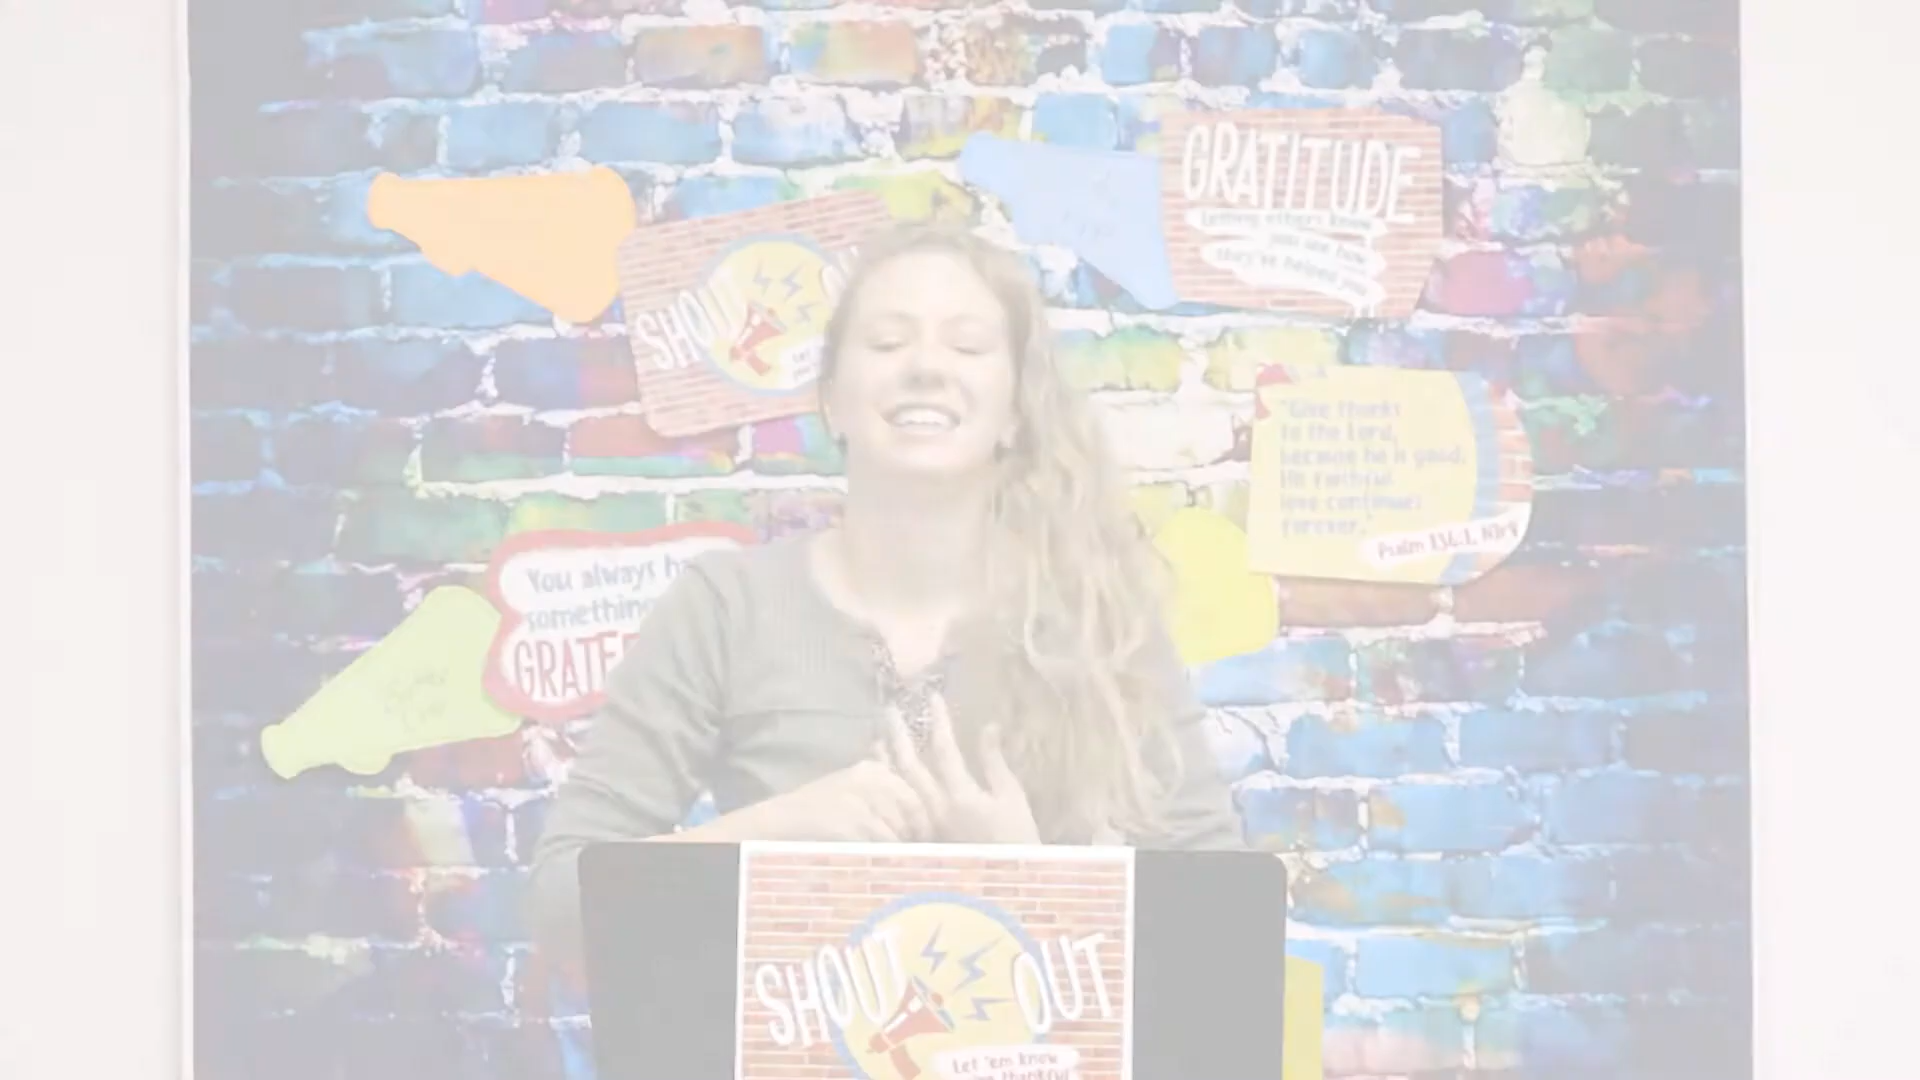 GRATITUDE
Letting others know
you see how
they've helped you
SHOUT
You always ha
something
GRATEF
"Give thanks
to the Lord,
because he is good.
His faithful
love continues
forever."
Psalm 136:1, NIrV
SHOUT OUT
Let 'em know
thankful